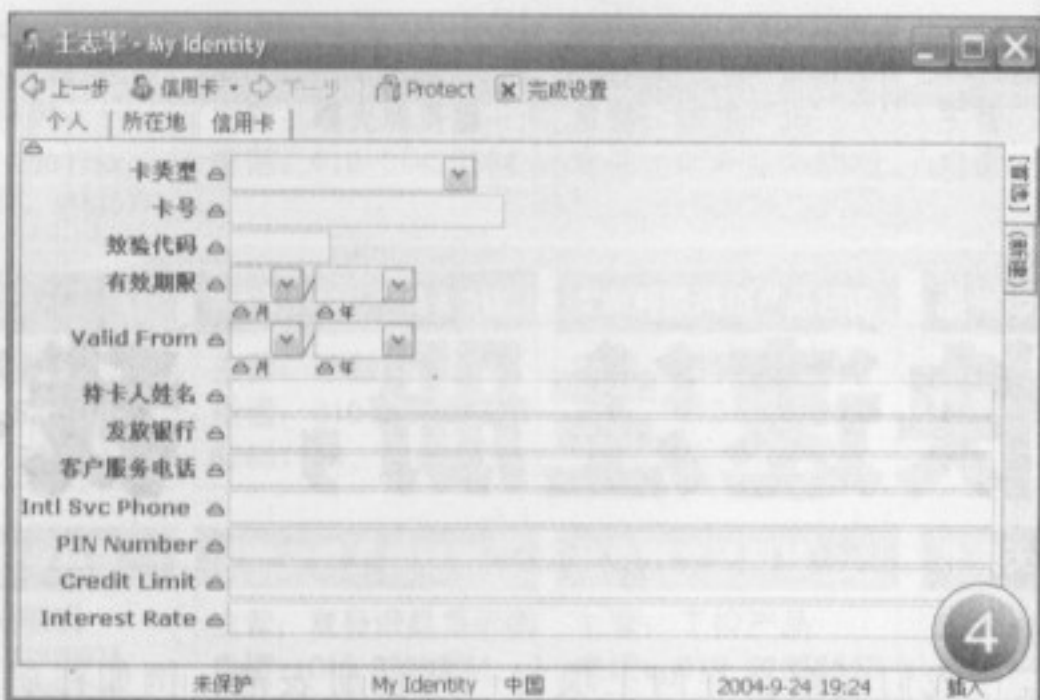 王志军 - My Identity
上一步 信用卡 下一步 Protect 完成设置
个人 所在地 信用卡
卡类型
卡号
效验代码
有效期限 /
月 年
Valid From /
月 年
持卡人姓名
发放银行
客户服务电话
Intl Svc Phone
PIN Number
Credit Limit
Interest Rate
[首选]
(新建)
4
未保护 My Identity 中国 2004-9-24 19:24 插入